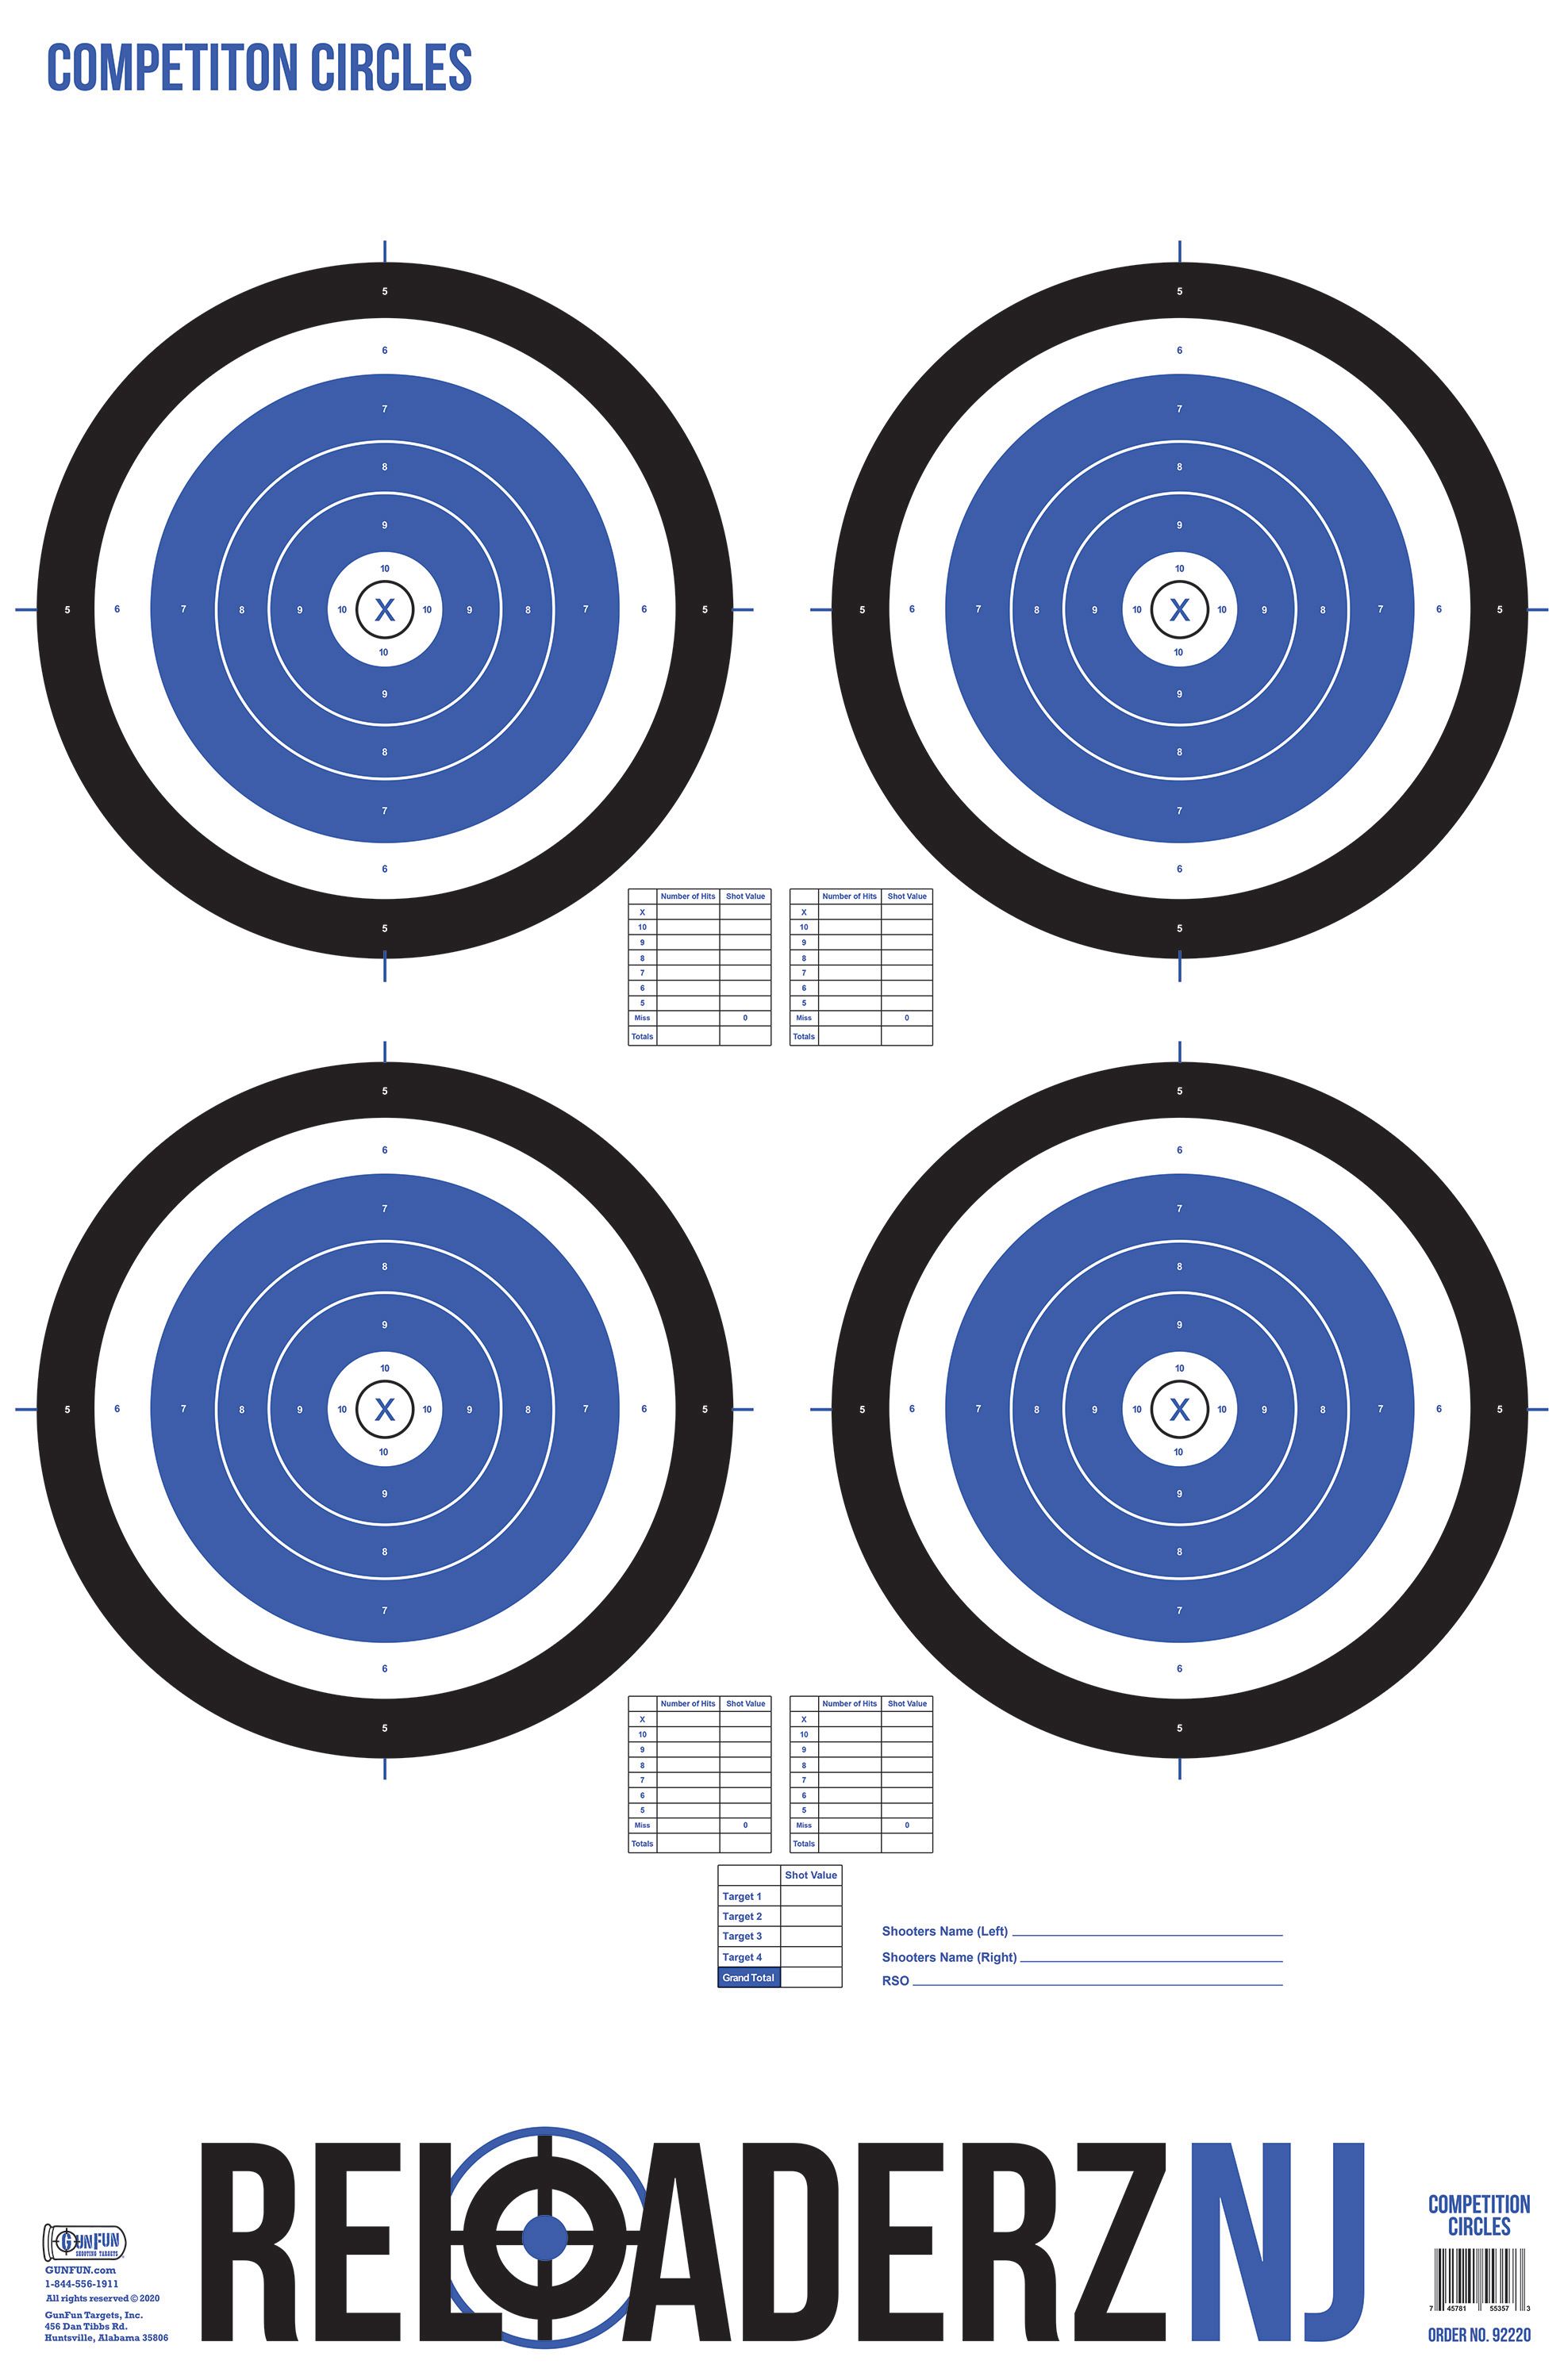 COMPETITON CIRCLES
5
5
6
6
7
7
8
8
9
9
10
10
5 6 7 8 9 10 X 10 9 8 7 6 5
5 6 7 8 9 10 X 10 9 8 7 6 5
10
10
9
9
8
8
7
7
6
6
5
5
Number of Hits Shot Value
X
10
9
8
7
6
5
Miss 0
Totals
Number of Hits Shot Value
X
10
9
8
7
6
5
Miss 0
Totals
5
5
6
6
7
7
8
8
9
9
10
10
5 6 7 8 9 10 X 10 9 8 7 6 5
5 6 7 8 9 10 X 10 9 8 7 6 5
10
10
9
9
8
8
7
7
6
6
5
5
Number of Hits Shot Value
X
10
9
8
7
6
5
Miss 0
Totals
Number of Hits Shot Value
X
10
9
8
7
6
5
Miss 0
Totals
Shot Value
Target 1
Target 2
Target 3
Target 4
Grand Total
Shooters Name (Left)
Shooters Name (Right)
RSO
RELOADERZNJ
GUNFUN
SHOOTING TARGETS
GUNFUN.com
1-844-556-1911
All rights reserved © 2020
GunFun Targets, Inc.
456 Dan Tibbs Rd.
Huntsville, Alabama 35806
COMPETITION
CIRCLES
7 45781 55357 3
ORDER NO. 92220